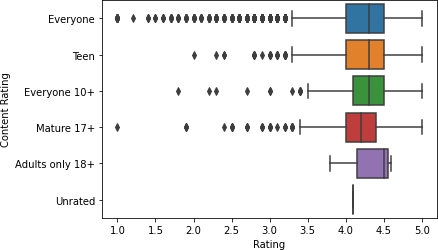 Content Rating
Everyone
Teen
Everyone 10+
Mature 17+
Adults only 18+
Unrated
1.0 1.5 2.0 2.5 3.0 3.5 4.0 4.5 5.0
Rating